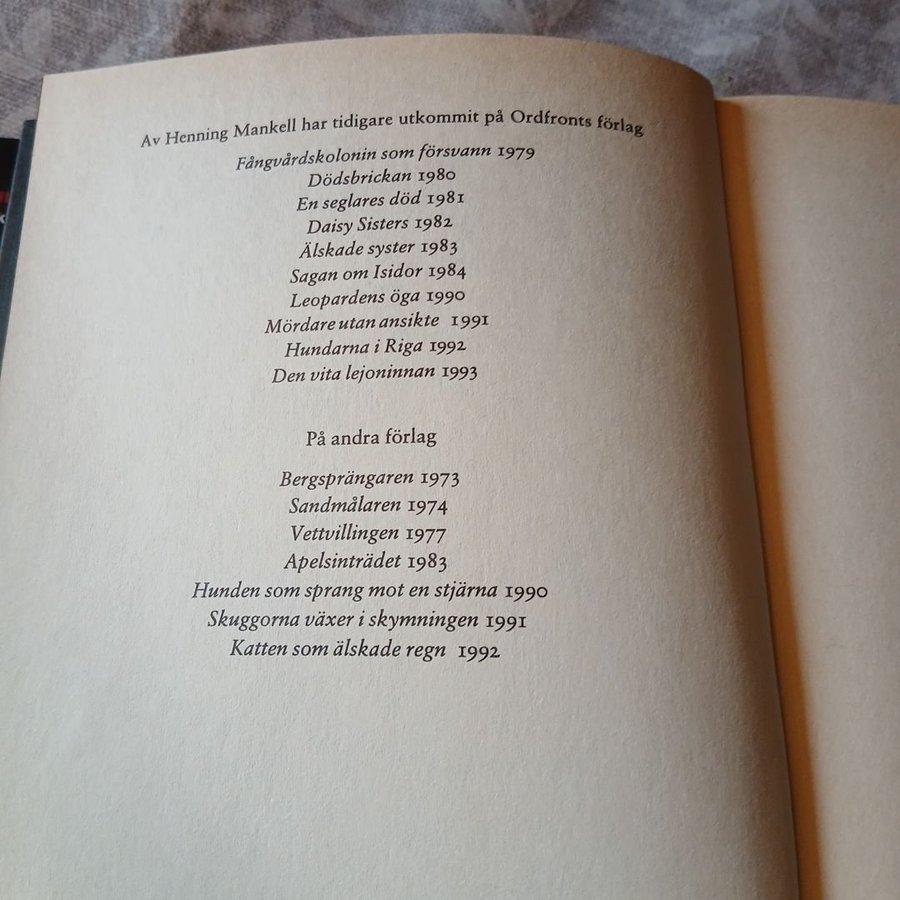 Av Henning Mankell har tidigare utkommit på Ordfronts förlag
Fångvårdskolonin som försvann 1979
Dödsbrickan 1980
En seglares död 1981
Daisy Sisters 1982
Älskade syster 1983
Sagan om Isidor 1984
Leopardens öga 1990
Mördare utan ansikte 1991
Hundarna i Riga 1992
Den vita lejoninnan 1993
På andra förlag
Bergsprängaren 1973
Sandmålaren 1974
Vettvillingen 1977
Apelsinträdet 1983
Hunden som sprang mot en stjärna 1990
Skuggorna växer i skymningen 1991
Katten som älskade regn 1992